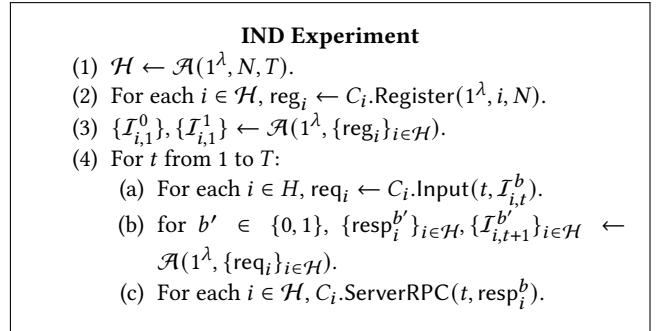 IND Experiment
(1) ℋ ← 𝒜(1^λ, N, T).
(2) For each i ∈ ℋ, reg_i ← C_i.Register(1^λ, i, N).
(3) {ℐ^0_{i,1}}, {ℐ^1_{i,1}} ← 𝒜(1^λ, {reg_i}_{i∈ℋ}).
(4) For t from 1 to T:
(a) For each i ∈ H, req_i ← C_i.Input(t, ℐ^b_{i,t}).
(b) for b′ ∈ {0, 1}, {resp^{b′}_i}_{i∈ℋ}, {ℐ^{b′}_{i,t+1}}_{i∈ℋ} ←
𝒜(1^λ, {req_i}_{i∈ℋ}).
(c) For each i ∈ ℋ, C_i.ServerRPC(t, resp^b_i).